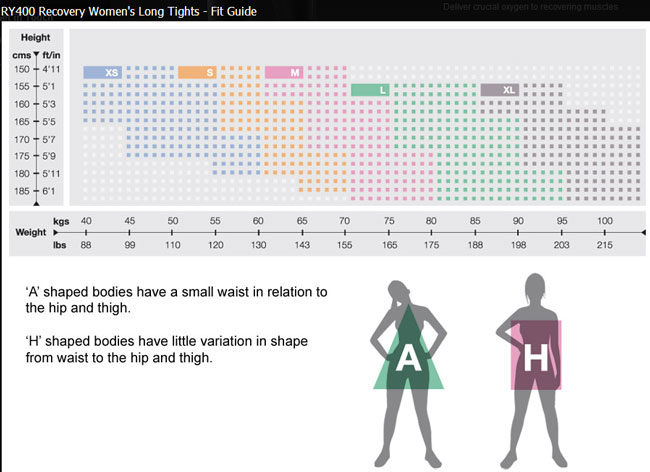 Deliver crucial oxygen to recovering muscles
RY400 Recovery Women's Long Tights - Fit Guide
Height
cms ft/in
XS S M
150 4'11
L XL
155 5'1
160 5'3
165 5'5
170 5'7
175 5'9
180 5'11
185 6'1
kgs 40 45 50 55 60 65 70 75 80 85 90 95 100
Weight
lbs 88 99 110 120 130 143 155 165 175 188 198 203 215
‘A’ shaped bodies have a small waist in relation to
the hip and thigh.
‘H’ shaped bodies have little variation in shape
from waist to the hip and thigh.
A H